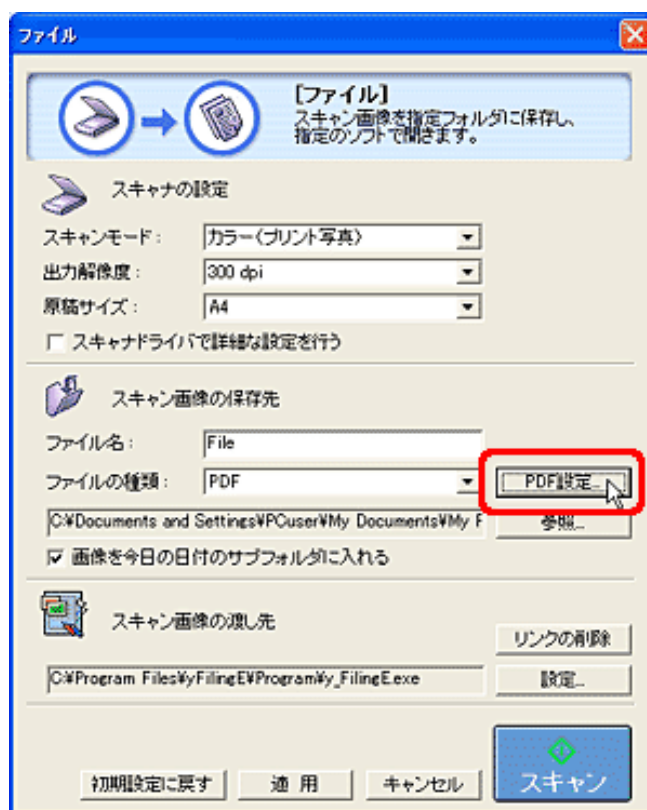 ファイル
[ファイル]
スキャン画像を指定フォルダに保存し、
指定のソフトで開きます。
スキャナの設定
スキャンモード： カラー(プリント写真)
出力解像度： 300 dpi
原稿サイズ： A4
スキャナドライバで詳細な設定を行う
スキャン画像の保存先
ファイル名： File
ファイルの種類： PDF PDF設定...
C:¥Documents and Settings¥PCuser¥My Documents¥My P 参照...
画像を今日の日付のサブフォルダに入れる
スキャン画像の渡し先
リンクの削除
C:¥Program Files¥yFilingE¥Program¥y_FilingE.exe 設定...
初期設定に戻す 適用 キャンセル スキャン